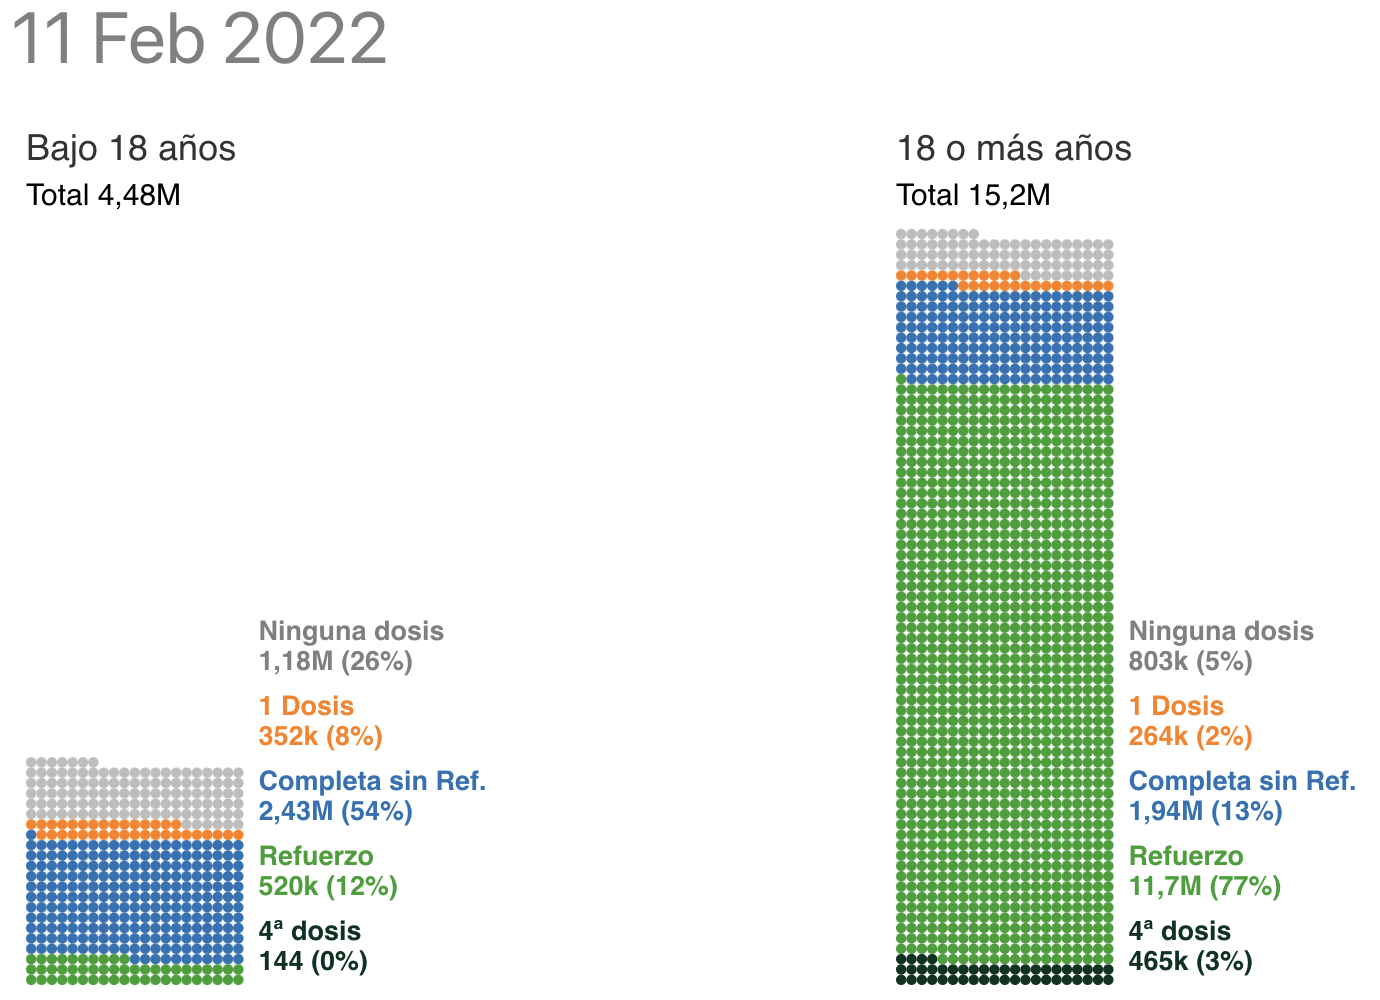 11 Feb 2022
Bajo 18 años
Total 4,48M
Ninguna dosis
1,18M (26%)
1 Dosis
352k (8%)
Completa sin Ref.
2,43M (54%)
Refuerzo
520k (12%)
4ª dosis
144 (0%)
18 o más años
Total 15,2M
Ninguna dosis
803k (5%)
1 Dosis
264k (2%)
Completa sin Ref.
1,94M (13%)
Refuerzo
11,7M (77%)
4ª dosis
465k (3%)